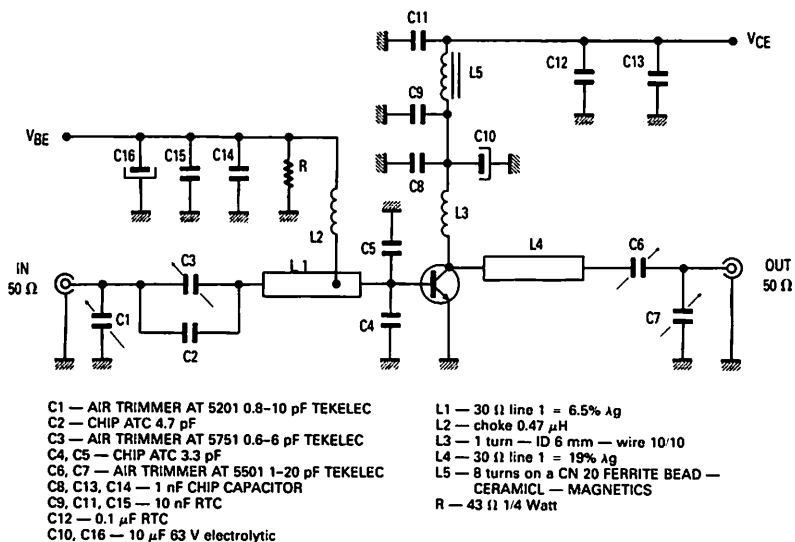 C11
VCE
L5
C12
C13
C9
VBE
C10
C16
C15
C14
R
C8
L3
L2
C5
C3
L1
L4
C6
IN
50 Ω
OUT
50 Ω
C1
C4
C7
C2
C1 — AIR TRIMMER AT 5201 0.8–10 pF TEKELEC
C2 — CHIP ATC 4.7 pF
C3 — AIR TRIMMER AT 5751 0.6–6 pF TEKELEC
C4, C5 — CHIP ATC 3.3 pF
C6, C7 — AIR TRIMMER AT 5501 1–20 pF TEKELEC
C8, C13, C14 — 1 nF CHIP CAPACITOR
C9, C11, C15 — 10 nF RTC
C12 — 0.1 μF RTC
C10, C16 — 10 μF 63 V electrolytic
L1 — 30 Ω line 1 = 6.5% λg
L2 — choke 0.47 μH
L3 — 1 turn — ID 6 mm — wire 10/10
L4 — 30 Ω line 1 = 19% λg
L5 — 8 turns on a CN 20 FERRITE BEAD —
CERAMICL — MAGNETICS
R — 43 Ω 1/4 Watt